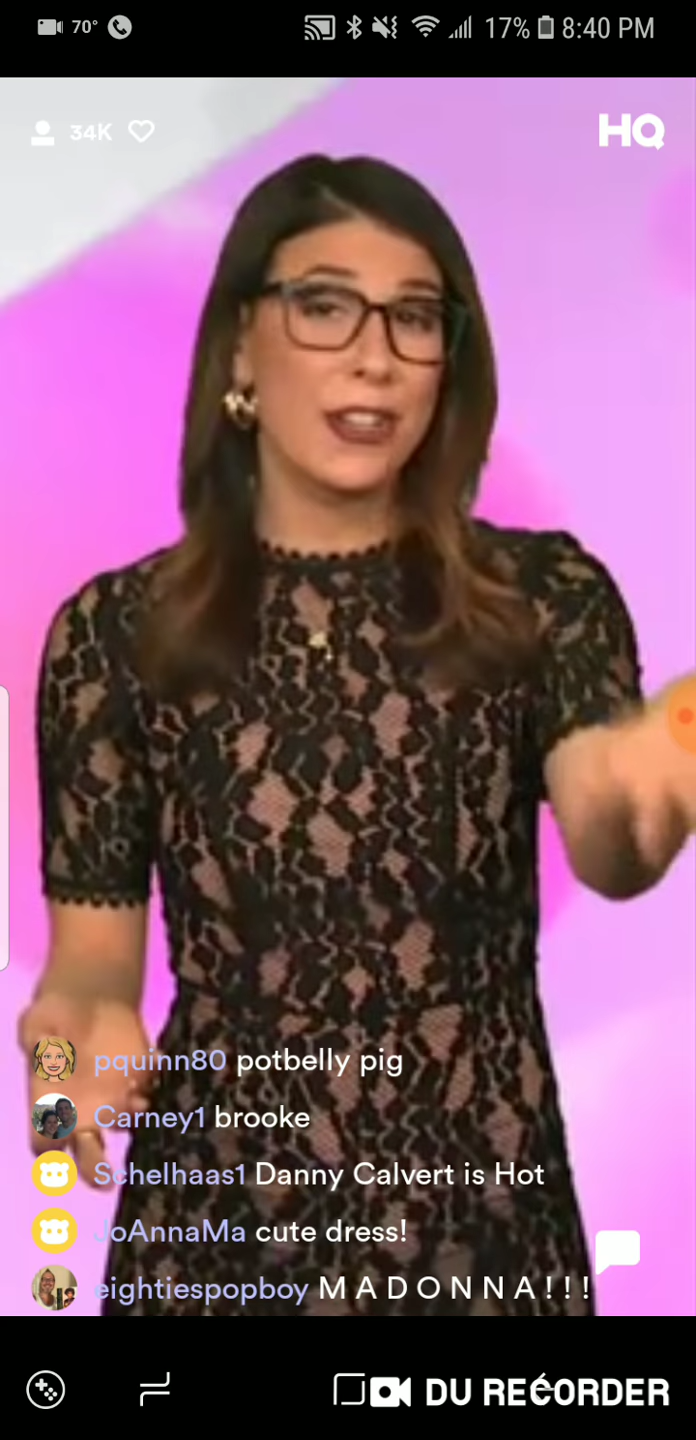 70° 17% 8:40 PM
34K HQ
pquinn80 potbelly pig
Carney1 brooke
Schelhaas1 Danny Calvert is Hot
JoAnnaMa cute dress!
eightiespopboy M A D O N N A ! ! !
DU RECORDER